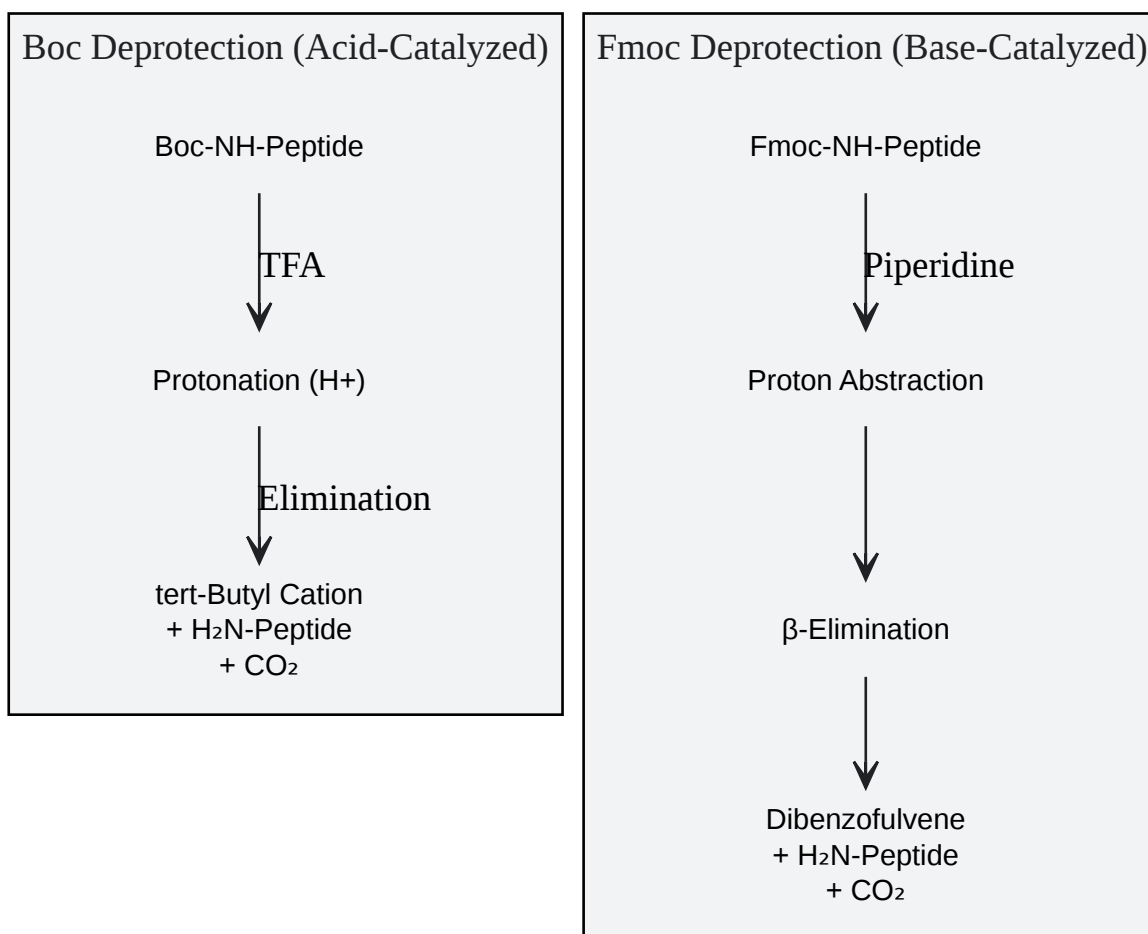 Boc Deprotection (Acid-Catalyzed)
Boc-NH-Peptide
TFA
Protonation (H+)
Elimination
tert-Butyl Cation
+ H₂N-Peptide
+ CO₂
Fmoc Deprotection (Base-Catalyzed)
Fmoc-NH-Peptide
Piperidine
Proton Abstraction
β-Elimination
Dibenzofulvene
+ H₂N-Peptide
+ CO₂